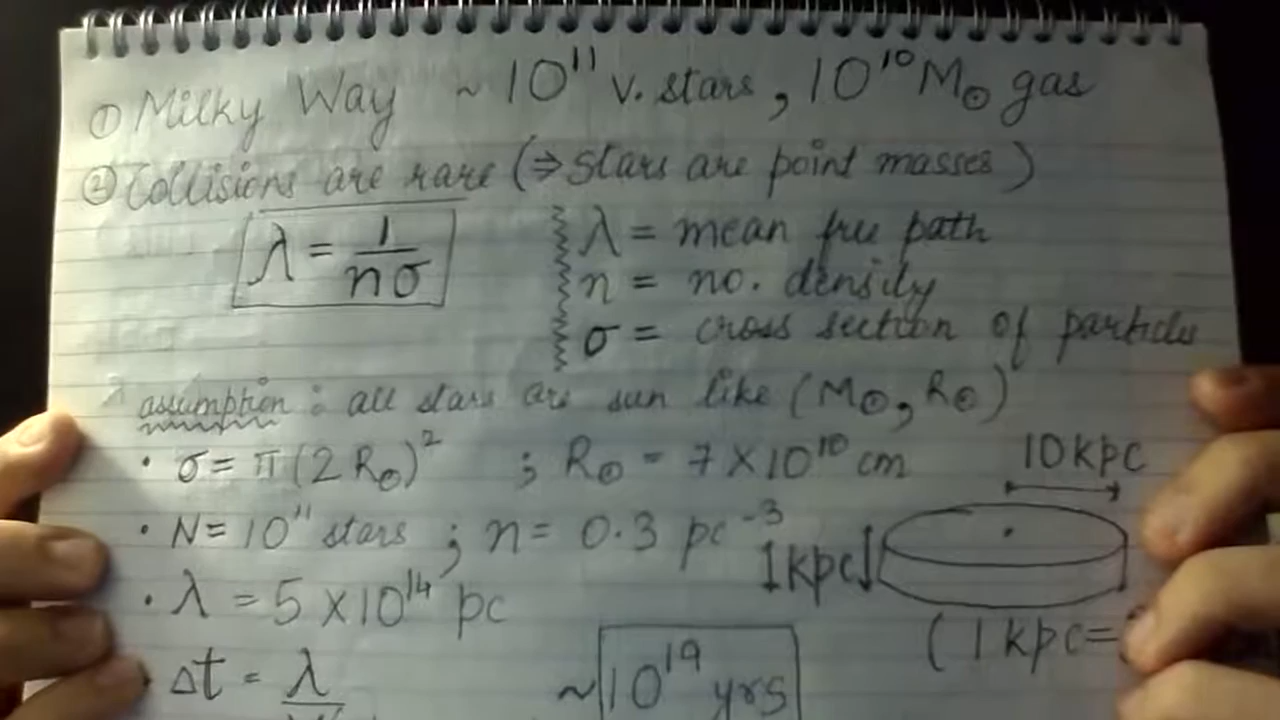 ① Milky Way ~ 10¹¹ v. stars, 10¹⁰ M☉ gas
② Collisions are rare (⇒ Stars are point masses)
λ = 1/nσ
λ = mean free path
n = no. density
σ = cross section of particles
assumption : all stars are sun like (M☉, R☉)
• σ = π(2R☉)² ; R☉ = 7 × 10¹⁰ cm
10 kpc
• N = 10¹¹ stars ; n = 0.3 pc⁻³
1 kpc
• λ = 5 × 10¹⁴ pc
(1 kpc =
• Δt = λ/ ~ 10¹⁹ yrs